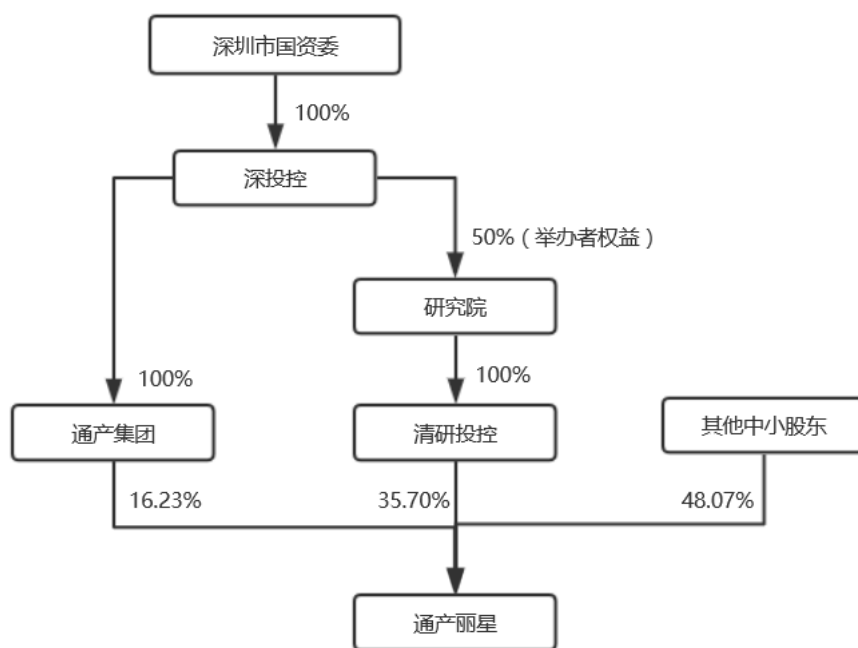 深圳市国资委
100%
深投控
50%（举办者权益）
研究院
100%
100%
通产集团
清研投控
其他中小股东
16.23%
35.70%
48.07%
通产丽星